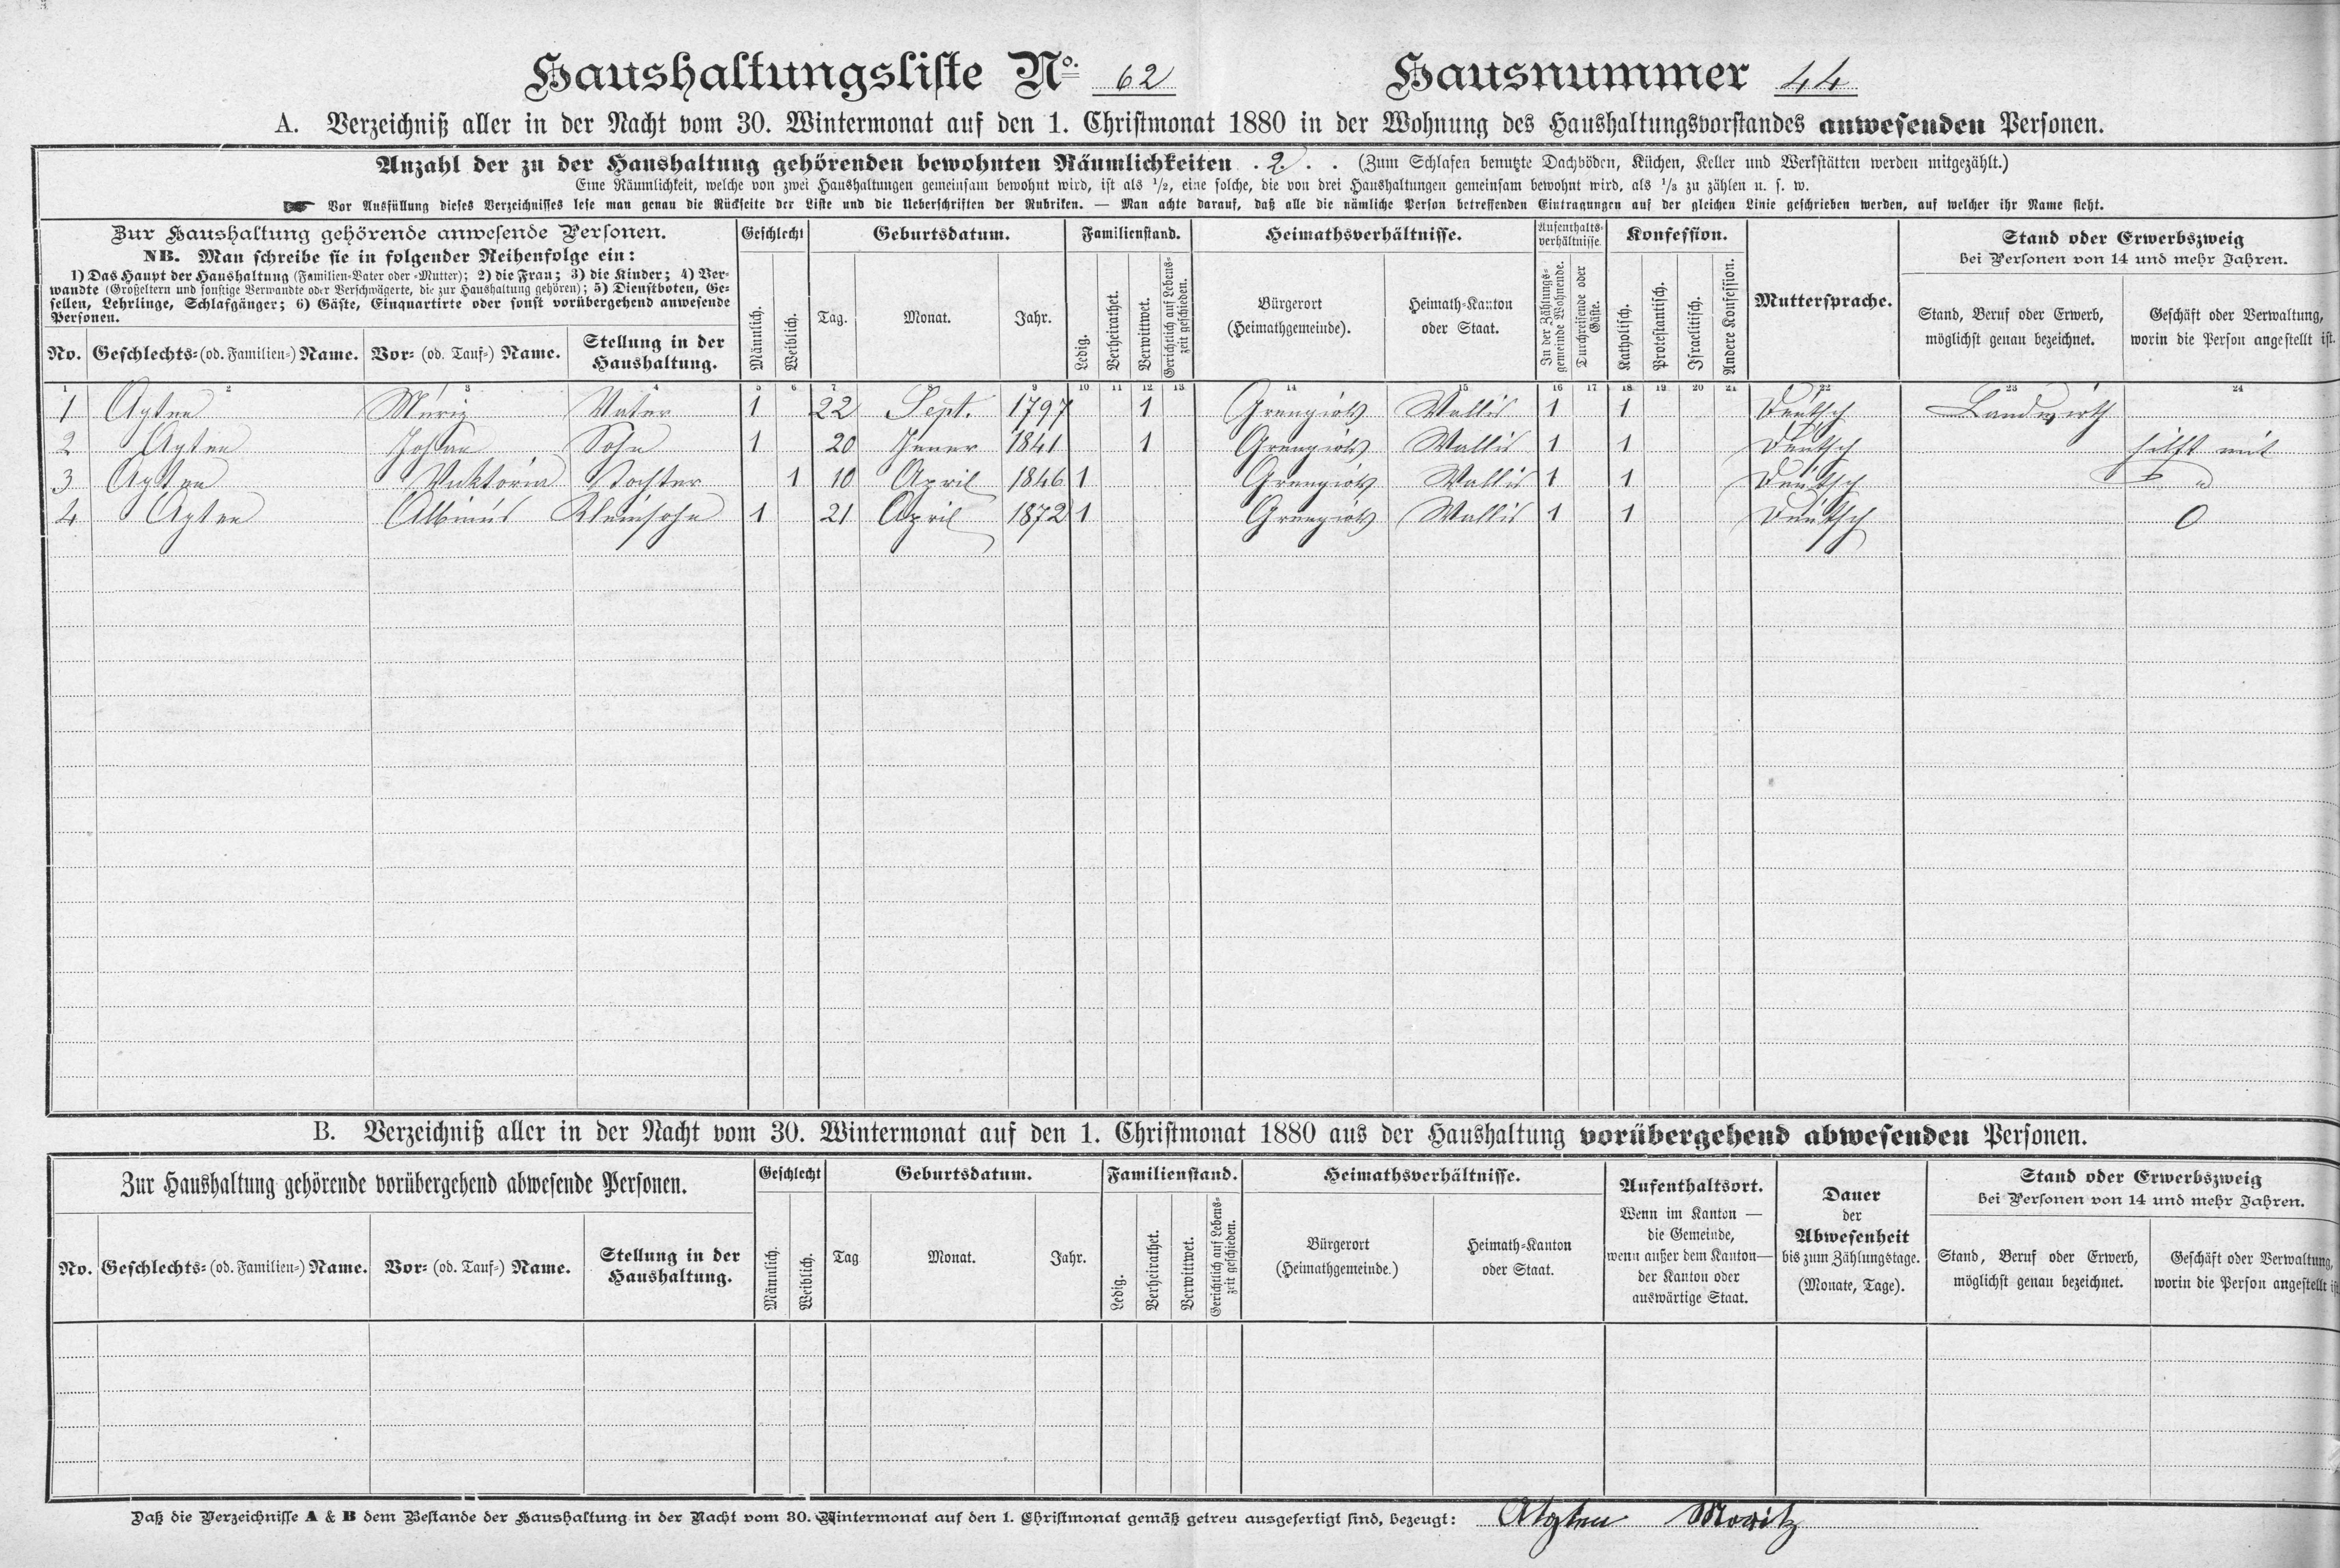 Haushaltungsliste No. 62 Hausnummer 44
A. Verzeichniß aller in der Nacht vom 30. Wintermonat auf den 1. Christmonat 1880 in der Wohnung des Haushaltungsvorstandes anwesenden Personen.
Anzahl der zu der Haushaltung gehörenden bewohnten Räumlichkeiten . 2 . . (Zum Schlafen benutzte Dachböden, Küchen, Keller und Werkstätten werden mitgezählt.)
Eine Räumlichkeit, welche von zwei Haushaltungen gemeinsam bewohnt wird, ist als 1/2, eine solche, die von drei Haushaltungen gemeinsam bewohnt wird, als 1/3 zu zählen u. s. w.
☛ Vor Ausfüllung dieses Verzeichnisses lese man genau die Rückseite der Liste und die Ueberschriften der Rubriken. — Man achte darauf, daß alle die nämliche Person betreffenden Eintragungen auf der gleichen Linie geschrieben werden, auf welcher ihr Name steht.
Zur Haushaltung gehörende anwesende Personen.
NB. Man schreibe sie in folgender Reihenfolge ein:
1) Das Haupt der Haushaltung (Familien-Vater oder -Mutter); 2) die Frau; 3) die Kinder; 4) Ver-
wandte (Großeltern und sonstige Verwandte oder Verschwägerte, die zur Haushaltung gehören); 5) Dienstboten, Ge-
sellen, Lehrlinge, Schlafgänger; 6) Gäste, Einquartirte oder sonst vorübergehend anwesende
Personen.
No. Geschlechts- (od. Familien-) Name. Vor- (od. Tauf-) Name. Stellung in der
Haushaltung.
Geschlecht
Männlich. Weiblich.
Geburtsdatum.
Tag. Monat. Jahr.
Familienstand.
Ledig. Verheirathet. Verwittwet. Gerichtlich auf Lebens-
zeit geschieden.
Heimathsverhältnisse.
Bürgerort
(Heimathgemeinde).
Heimath-Kanton
oder Staat.
Aufenthalts-
verhältnisse.
In der Zählungs-
gemeinde Wohnende.
Durchreisende oder
Gäste.
Konfession.
Katholisch. Protestantisch. Israelitisch. Andere Konfession.
Muttersprache.
Stand oder Erwerbszweig
bei Personen von 14 und mehr Jahren.
Stand, Beruf oder Erwerb,
möglichst genau bezeichnet.
Geschäft oder Verwaltung,
worin die Person angestellt ist.
1 2 3 4 5 6 7 8 9 10 11 12 13 14 15 16 17 18 19 20 21 22 23 24
1 Agten Muriz Vater 1 22 Sept. 1797 1 Grengiols Wallis 1 1 Deutsch Landwirth
2 Agten Johan Sohn 1 20 Jener 1841 1 Grengiols Wallis 1 1 Deutsch hilft mit
3 Agten Viktoria Tochter 1 10 April 1846 1 Grengiols Wallis 1 1 Deutsch
4 Agten Albinus Kleinsohn 1 21 April 1872 1 Grengiols Wallis 1 1 Deutsch 0
B. Verzeichniß aller in der Nacht vom 30. Wintermonat auf den 1. Christmonat 1880 aus der Haushaltung vorübergehend abwesenden Personen.
Zur Haushaltung gehörende vorübergehend abwesende Personen.
No. Geschlechts- (od. Familien-) Name. Vor- (od. Tauf-) Name. Stellung in der
Haushaltung.
Geschlecht
Männlich. Weiblich.
Geburtsdatum.
Tag Monat. Jahr.
Familienstand.
Ledig. Verheirathet. Verwittwet. Gerichtlich auf Lebens-
zeit geschieden.
Heimathsverhältnisse.
Bürgerort
(Heimathgemeinde.)
Heimath-Kanton
oder Staat.
Aufenthaltsort.
Wenn im Kanton —
die Gemeinde,
wenn außer dem Kanton—
der Kanton oder
auswärtige Staat.
Dauer
der
Abwesenheit
bis zum Zählungstage.
(Monate, Tage).
Stand oder Erwerbszweig
bei Personen von 14 und mehr Jahren.
Stand, Beruf oder Erwerb,
möglichst genau bezeichnet.
Geschäft oder Verwaltung,
worin die Person angestellt ist
Daß die Verzeichnisse A & B dem Bestande der Haushaltung in der Nacht vom 30. Wintermonat auf den 1. Christmonat gemäß getreu ausgefertigt sind, bezeugt: Agten Moritz